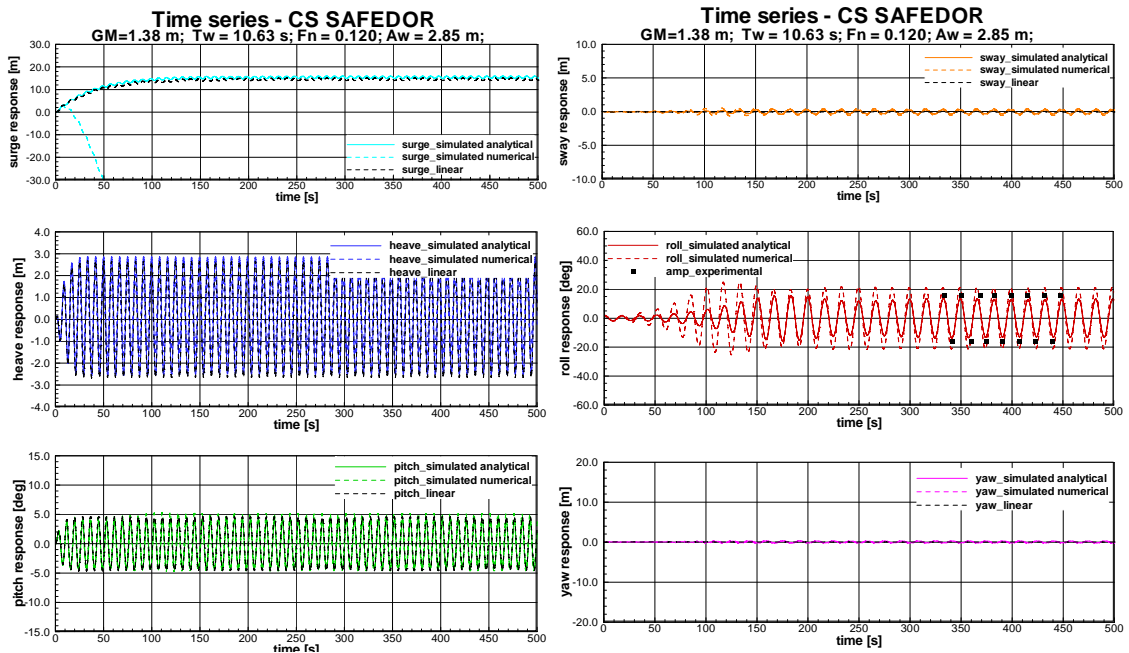 Time series - CS SAFEDOR
GM=1.38 m;  Tw = 10.63 s; Fn = 0.120; Aw = 2.85 m;
surge response [m]
30.0
20.0
10.0
0.0
-10.0
-20.0
-30.0
surge_simulated analytical
surge_simulated numerical
surge_linear
0 50 100 150 200 250 300 350 400 450 500
time [s]
Time series - CS SAFEDOR
GM=1.38 m;  Tw = 10.63 s; Fn = 0.120; Aw = 2.85 m;
sway response [m]
10.0
5.0
0.0
-5.0
-10.0
sway_simulated analytical
sway_simulated numerical
sway_linear
0 50 100 150 200 250 300 350 400 450 500
time [s]
heave response [m]
4.0
3.0
2.0
1.0
0.0
-1.0
-2.0
-3.0
-4.0
heave_simulated analytical
heave_simulated numerical
heave_linear
0 50 100 150 200 250 300 350 400 450 500
time [s]
roll response [deg]
60.0
40.0
20.0
0.0
-20.0
-40.0
-60.0
roll_simulated analytical
roll_simulated numerical
amp_experimental
0 50 100 150 200 250 300 350 400 450 500
time [s]
pitch response [deg]
15.0
10.0
5.0
0.0
-5.0
-10.0
-15.0
pitch_simulated analytical
pitch_simulated numerical
pitch_linear
0 50 100 150 200 250 300 350 400 450 500
time [s]
yaw response [m]
20.0
10.0
0.0
-10.0
-20.0
yaw_simulated analytical
yaw_simulated numerical
yaw_linear
0 50 100 150 200 250 300 350 400 450 500
time [s]